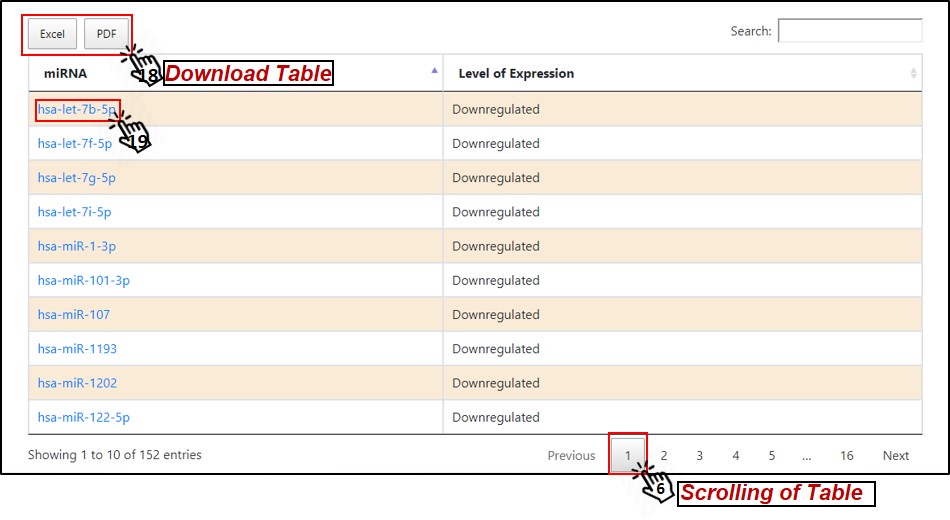 Excel PDF Search:
18 Download Table
miRNA Level of Expression
hsa-let-7b-5p Downregulated
19
hsa-let-7f-5p Downregulated
hsa-let-7g-5p Downregulated
hsa-let-7i-5p Downregulated
hsa-miR-1-3p Downregulated
hsa-miR-101-3p Downregulated
hsa-miR-107 Downregulated
hsa-miR-1193 Downregulated
hsa-miR-1202 Downregulated
hsa-miR-122-5p Downregulated
Showing 1 to 10 of 152 entries Previous 1 2 3 4 5 ... 16 Next
6 Scrolling of Table